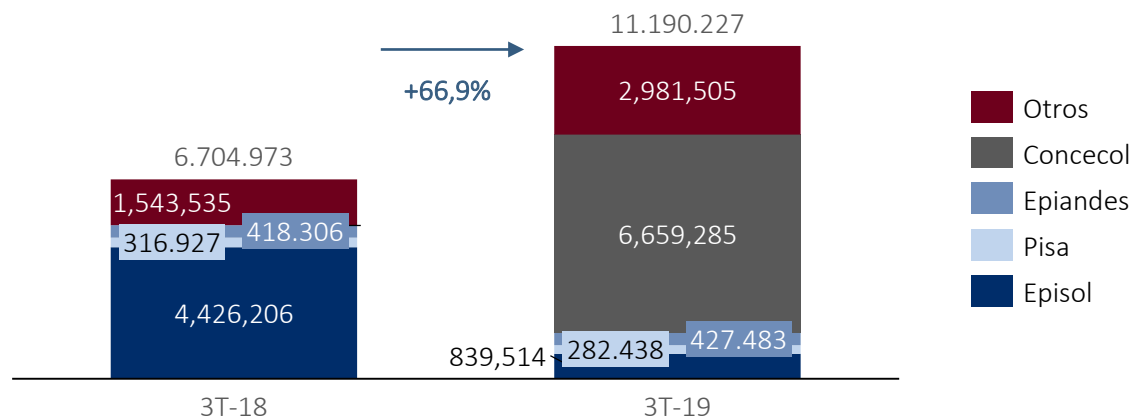 11.190.227
+66,9%
2,981,505
6.704.973
1,543,535
418.306
316.927
6,659,285
4,426,206
427.483
282.438
839,514
3T-18
3T-19
Otros
Concecol
Epiandes
Pisa
Episol